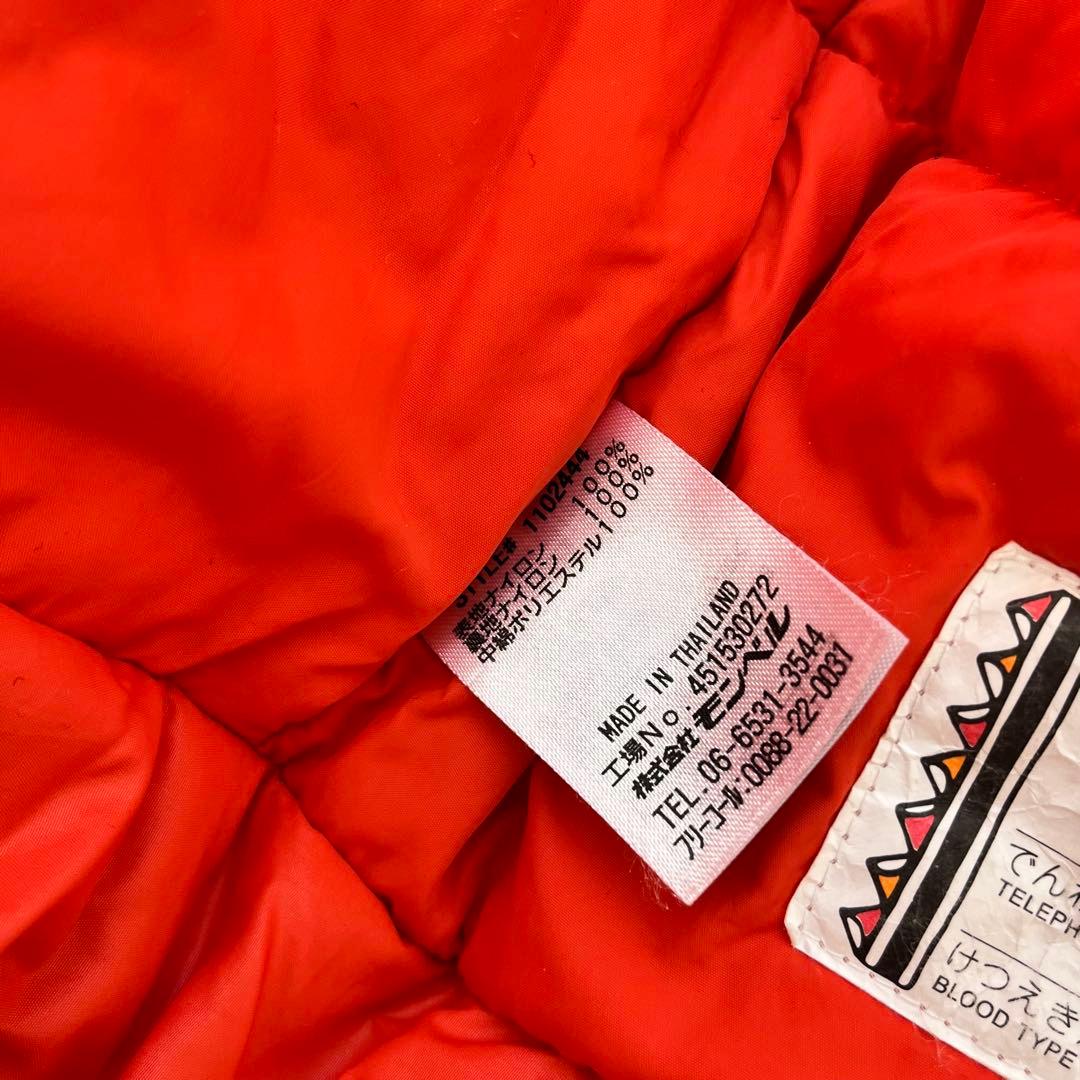 STYLE# 1102444
表地ナイロン 100%
裏地ナイロン 100%
中綿ポリエステル100%
MADE IN THAILAND
工場No.451530272
株式会社 モンベル
TEL.06-6531-3544
フリーコール:0088-22-0031
でん
TELEPH
けつえき
BLOOD TYPE